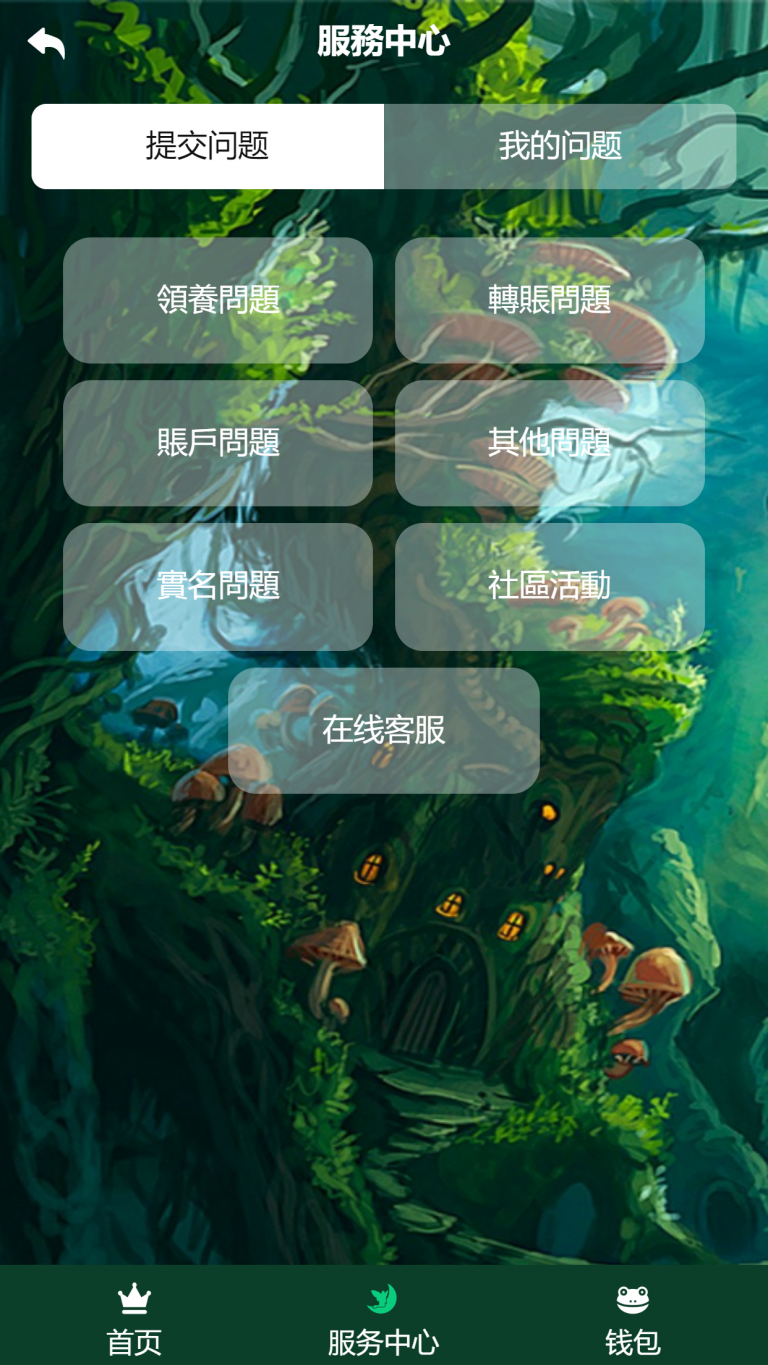 服務中心
提交问题
我的问题
領養問題
轉賬問題
賬戶問題
其他問題
實名問題
社區活動
在线客服
首页
服务中心
钱包